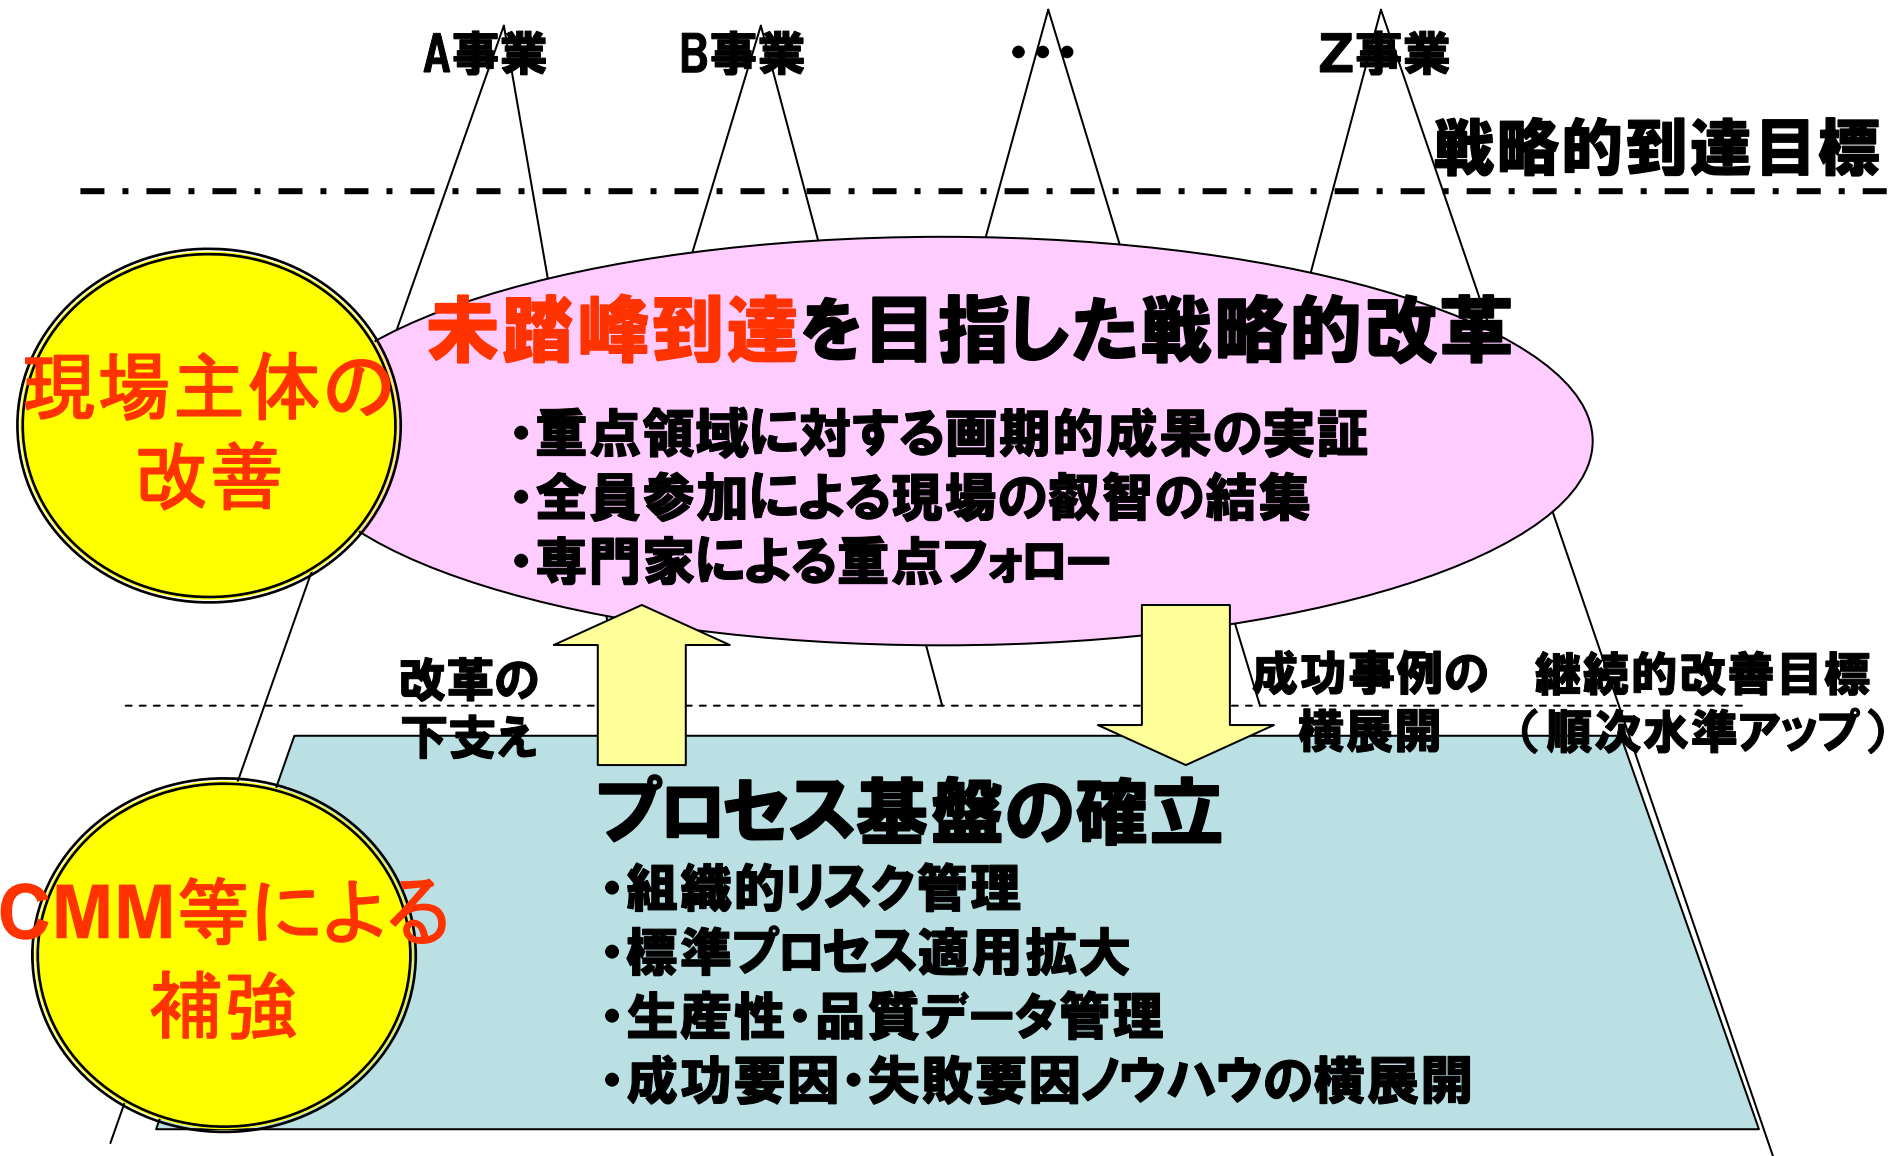 A事業
B事業
・・・
Z事業
戦略的到達目標
現場主体の
改善
未踏峰到達を目指した戦略的改革
・重点領域に対する画期的成果の実証
・全員参加による現場の叡智の結集
・専門家による重点フォロー
改革の
下支え
成功事例の
横展開
継続的改善目標
（順次水準アップ）
CMM等による
補強
プロセス基盤の確立
・組織的リスク管理
・標準プロセス適用拡大
・生産性・品質データ管理
・成功要因・失敗要因ノウハウの横展開